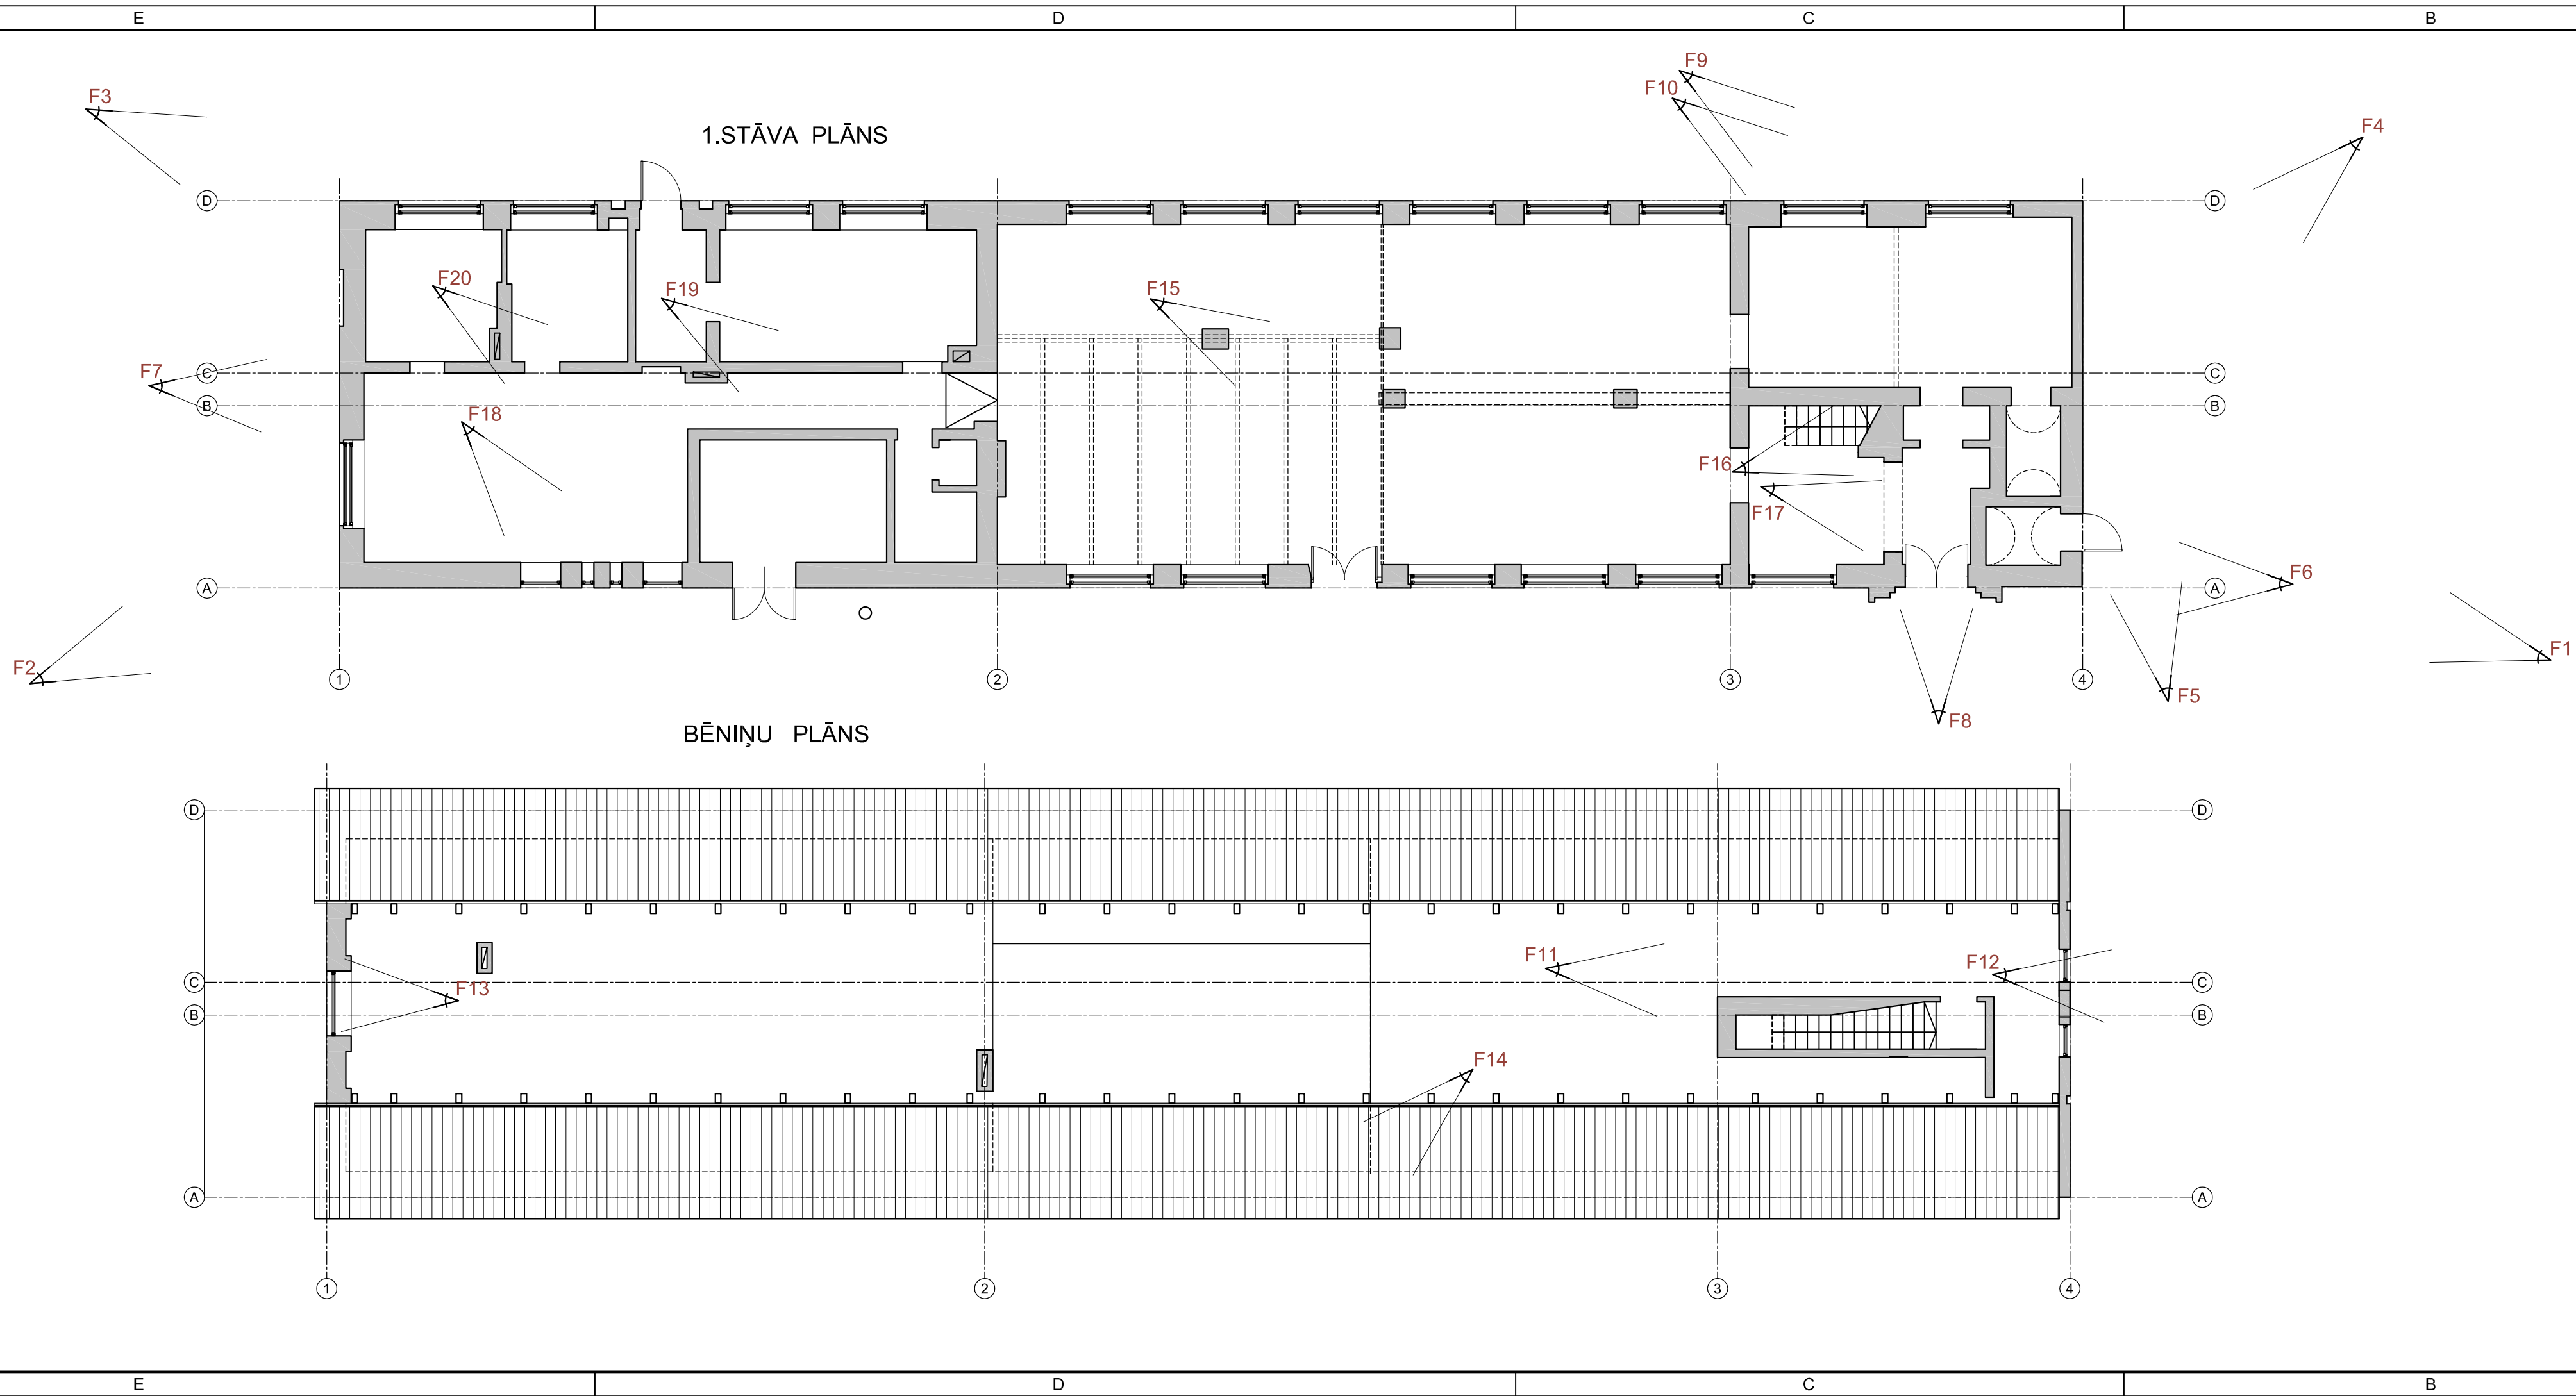 E D C B
F9
F3 F10
F4
1.STĀVA PLĀNS
D D
F20 F19 F15
F7 C C
B B
F18
F16
F17
F6
A A
F1
F2
1 2 3 4
F5
F8
BĒNIŅU PLĀNS
D D
F11 F12
C C
F13
B B
F14
A A
1 2 3 4
E D C B